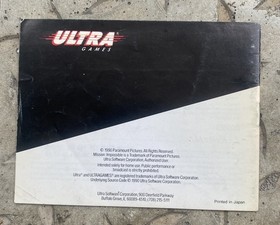 ULTRA®
GAMES
© 1990 Paramount Pictures. All Rights Reserved.
Mission: Impossible is a Trademark of Paramount Pictures.
Ultra Software Corporation, Authorized User.
Intended solely for home use. Public performance or
broadcast is strictly prohibited.
Ultra® and ULTRAGAMES® are registered trademarks of Ultra Software Corporation
Underlying Source Code © 1990 Ultra Software Corporation.
Ultra Software Corporation 900 Deerfield Parkway
Buffalo Grove, IL 60089-4510
Printed in Japan